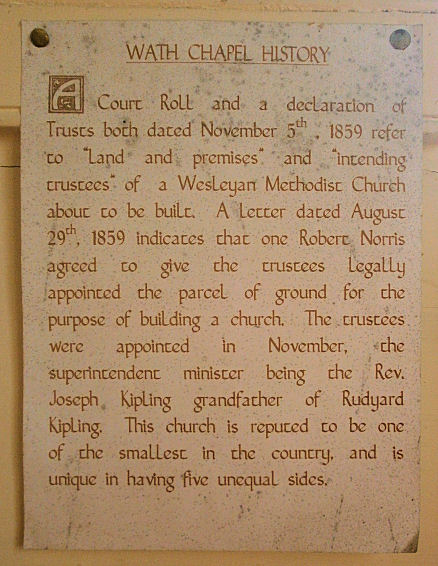 WATH CHAPEL HISTORY
A Court Roll and a declaration of
Trusts both dated November 5th, 1859 refer
to "land and premises" and "intending
trustees" of a Wesleyan Methodist Church
about to be built. A Letter dated August
29th, 1859 indicates that one Robert Norris
agreed to give the trustees Legally
appointed the parcel of ground for the
purpose of building a church. The trustees
were appointed in November, the
superintendent minister being the Rev.
Joseph Kipling grandfather of Rudyard
Kipling. This church is reputed to be one
of the smallest in the country, and is
unique in having five unequal sides.